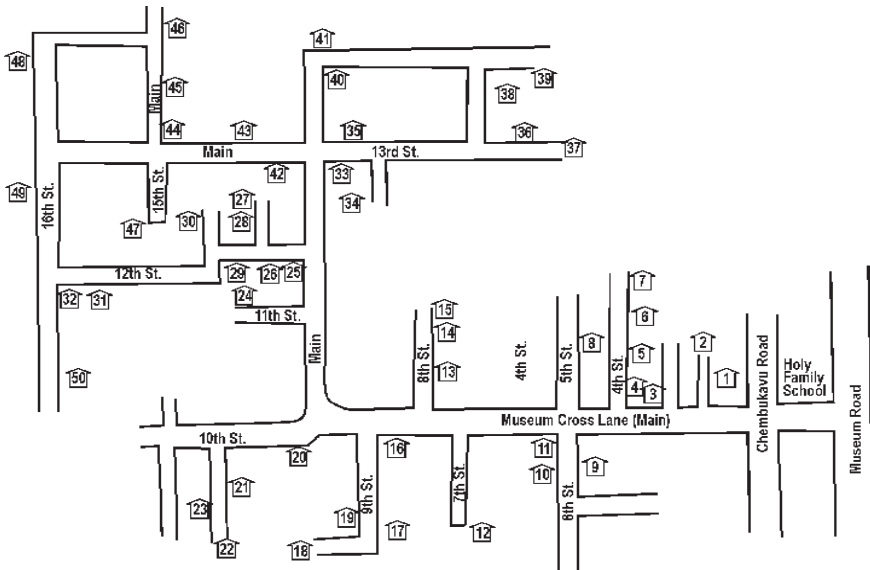 46
41
48
45
40
38
39
Main
44
43
35
36
Main
13rd St.
37
42
33
49
16th St.
15th St.
27
34
30
28
47
12th St.
29
26
25
7
32
31
24
15
6
11th St.
14
8
2
5
Main
8th St.
4th St.
5th St.
4th St.
13
50
1
4
3
Chembukavu Road
Holy
Family
School
Museum Road
Museum Cross Lane (Main)
10th St.
20
16
11
9
10
21
23
9th St.
7th St.
6th St.
19
17
12
22
18